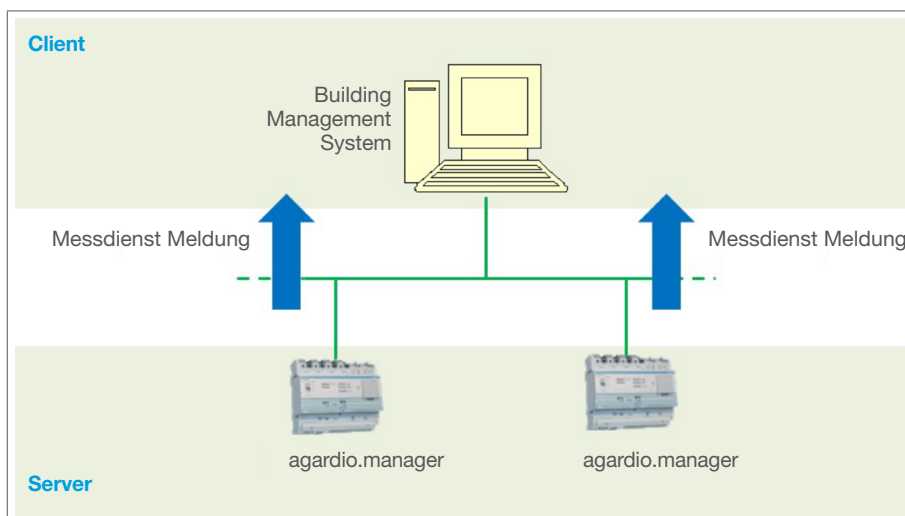 Client
Building
Management
System
Messdienst Meldung
Messdienst Meldung
agardio.manager
agardio.manager
Server